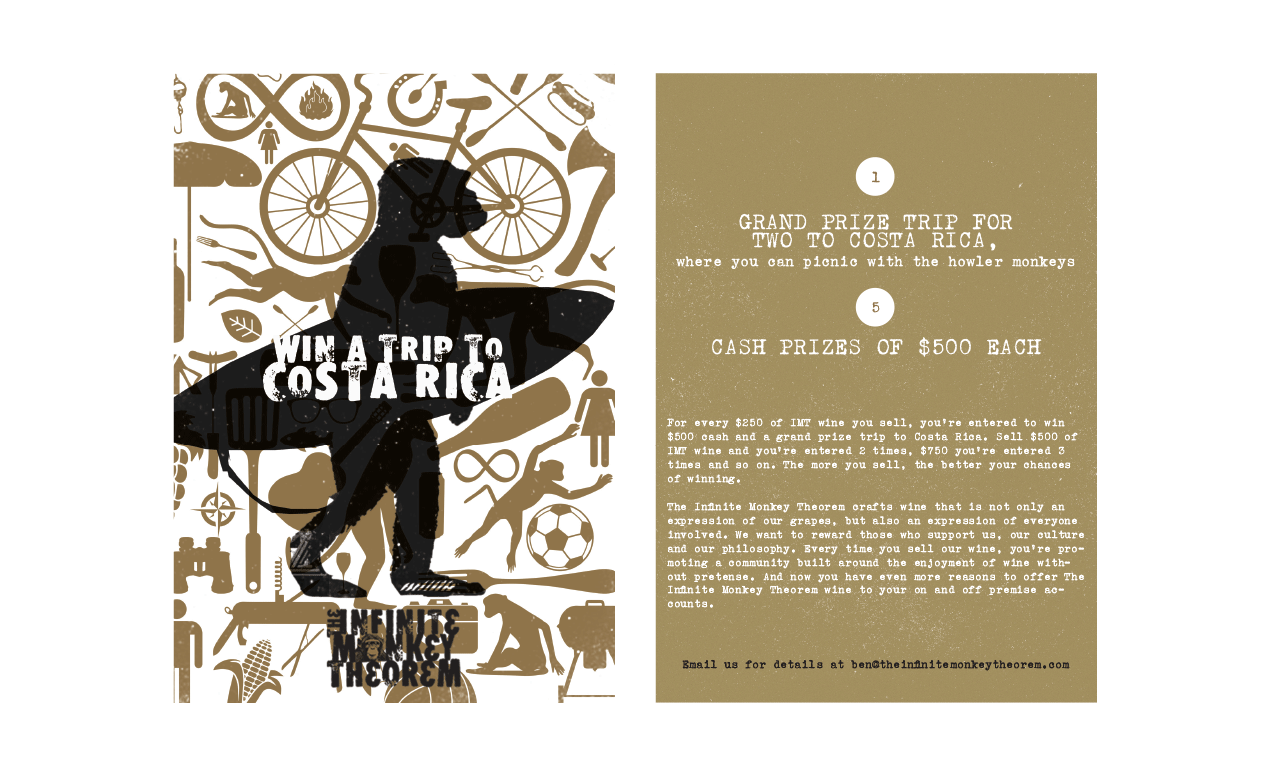 WIN A TRIP TO
COSTA RICA
THE INFINITE
MONKEY
THEOREM
1
GRAND PRIZE TRIP FOR
TWO TO COSTA RICA,
where you can picnic with the howler monkeys
5
CASH PRIZES OF $500 EACH
For every $250 of IMT wine you sell, you're entered to win
$500 cash and a grand prize trip to Costa Rica. Sell $500 of
IMT wine and you're entered 2 times, $750 you're entered 3
times and so on. The more you sell, the better your chances
of winning.
The Infinite Monkey Theorem crafts wine that is not only an
expression of our grapes, but also an expression of everyone
involved. We want to reward those who support us, our culture
and our philosophy. Every time you sell our wine, you're pro-
moting a community built around the enjoyment of wine with-
out pretense. And now you have even more reasons to offer The
Infinite Monkey Theorem wine to your on and off premise ac-
counts.
Email us for details at ben@theinfinitemonkeytheorem.com